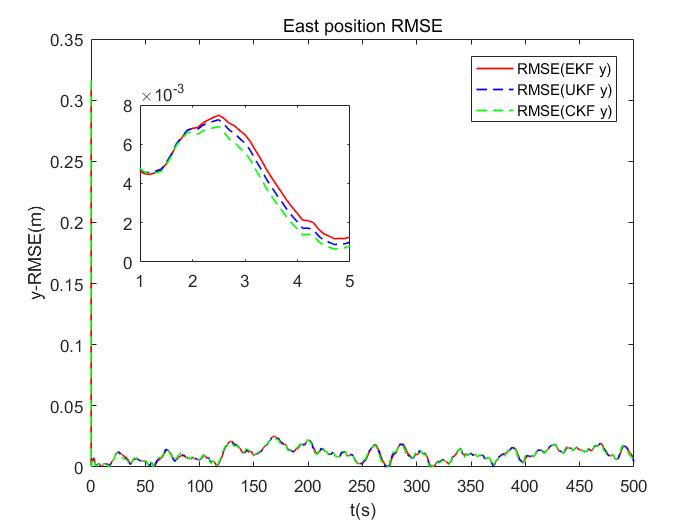 East position RMSE
0.35
0.3
0.25
0.2
0.15
0.1
0.05
0
y-RMSE(m)
RMSE(EKF y)
RMSE(UKF y)
RMSE(CKF y)
×10⁻³
8
6
4
2
0
1 2 3 4 5
0 50 100 150 200 250 300 350 400 450 500
t(s)